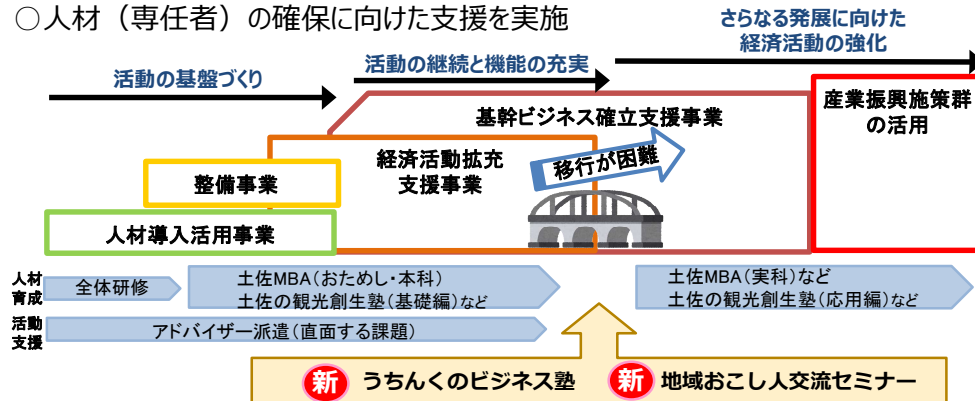 ○人材（専任者）の確保に向けた支援を実施
さらなる発展に向けた
経済活動の強化
活動の継続と機能の充実
活動の基盤づくり
産業振興施策群
の活用
基幹ビジネス確立支援事業
経済活動拡充
支援事業
移行が困難
整備事業
人材導入活用事業
人材
育成
全体研修
土佐MBA(おためし・本科)
土佐の観光創生塾(基礎編)など
土佐MBA(実科)など
土佐の観光創生塾(応用編)など
活動
支援
アドバイザー派遣(直面する課題)
新 うちんくのビジネス塾
新 地域おこし人交流セミナー